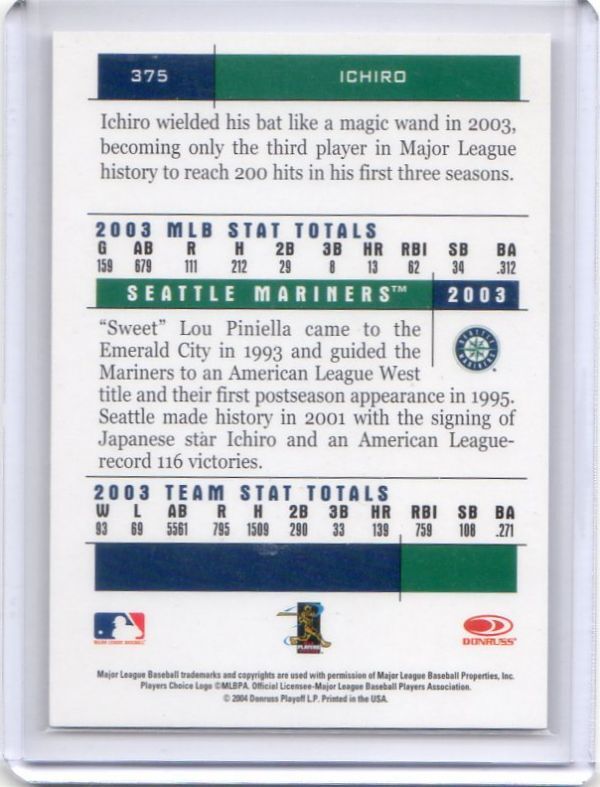 375 ICHIRO
Ichiro wielded his bat like a magic wand in 2003,
becoming only the third player in Major League
history to reach 200 hits in his first three seasons.
2003 MLB STAT TOTALS
G AB R H 2B 3B HR RBI SB BA
159 679 111 212 29 8 13 62 34 .312
SEATTLE MARINERS™ 2003
"Sweet" Lou Piniella came to the
Emerald City in 1993 and guided the
Mariners to an American League West
title and their first postseason appearance in 1995.
Seattle made history in 2001 with the signing of
Japanese star Ichiro and an American League-
record 116 victories.
SEATTLE MARINERS
2003 TEAM STAT TOTALS
W L AB R H 2B 3B HR RBI SB BA
93 69 5561 795 1509 290 33 139 759 108 .271
MAJOR LEAGUE BASEBALL
PLAYERS
DONRUSS
Major League Baseball trademarks and copyrights are used with permission of Major League Baseball Properties, Inc.
Players Choice Logo ©MLBPA. Official Licensee-Major League Baseball Players Association.
© 2004 Donruss Playoff L.P. Printed in the USA.